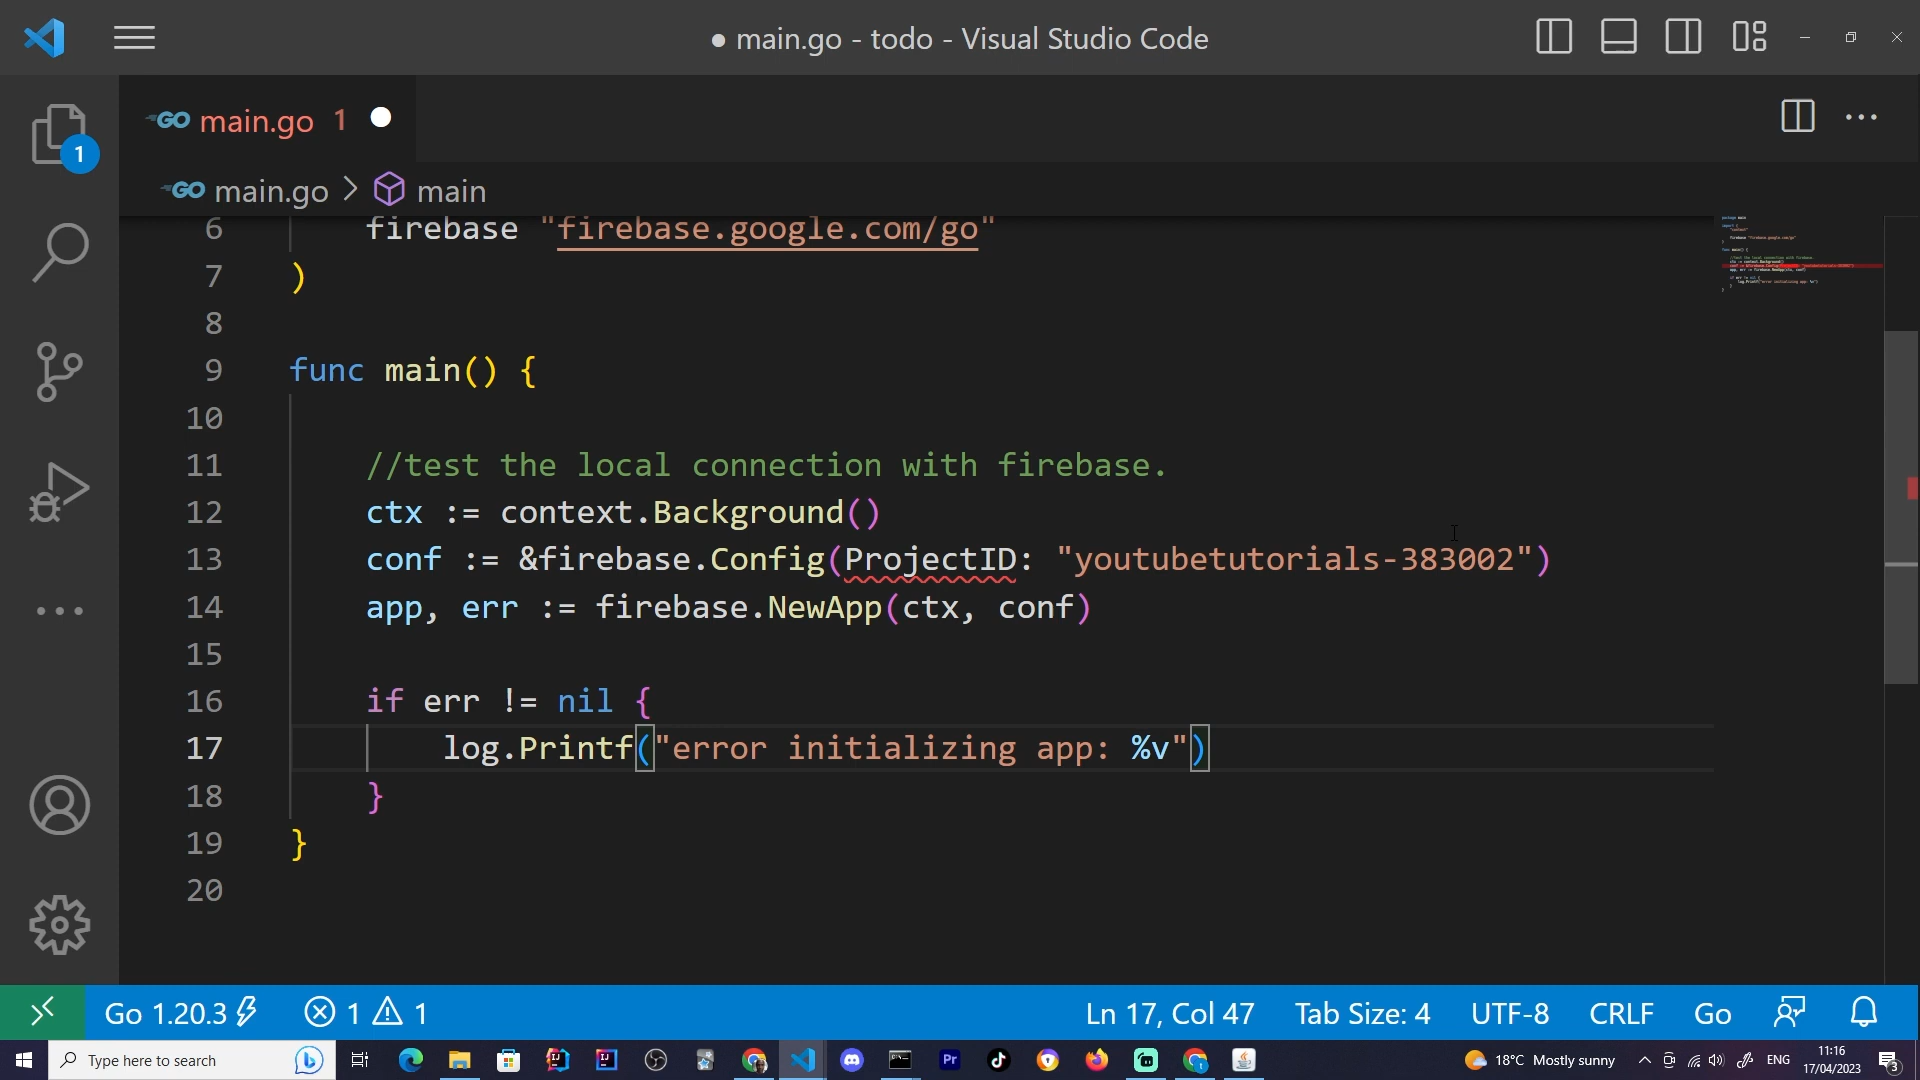 ● main.go - todo - Visual Studio Code
GO main.go 1 ●
1
GO main.go > main
6 firebase "firebase.google.com/go"
7 )
8
9 func main() {
10
11 //test the local connection with firebase.
12 ctx := context.Background()
13 conf := &firebase.Config(ProjectID: "youtubetutorials-383002")
14 app, err := firebase.NewApp(ctx, conf)
15
16 if err != nil {
17 log.Printf("error initializing app: %v")
18 }
19 }
20
Go 1.20.3 1 1 Ln 17, Col 47 Tab Size: 4 UTF-8 CRLF Go
Type here to search 18°C Mostly sunny ENG 11:16
17/04/2023 3